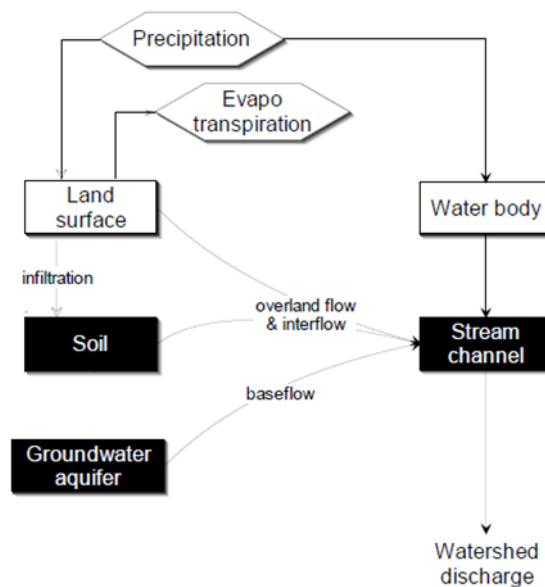 Precipitation
Evapo
transpiration
Land
surface
Water body
infiltration
overland flow
& interflow
Soil
Stream
channel
baseflow
Groundwater
aquifer
Watershed
discharge